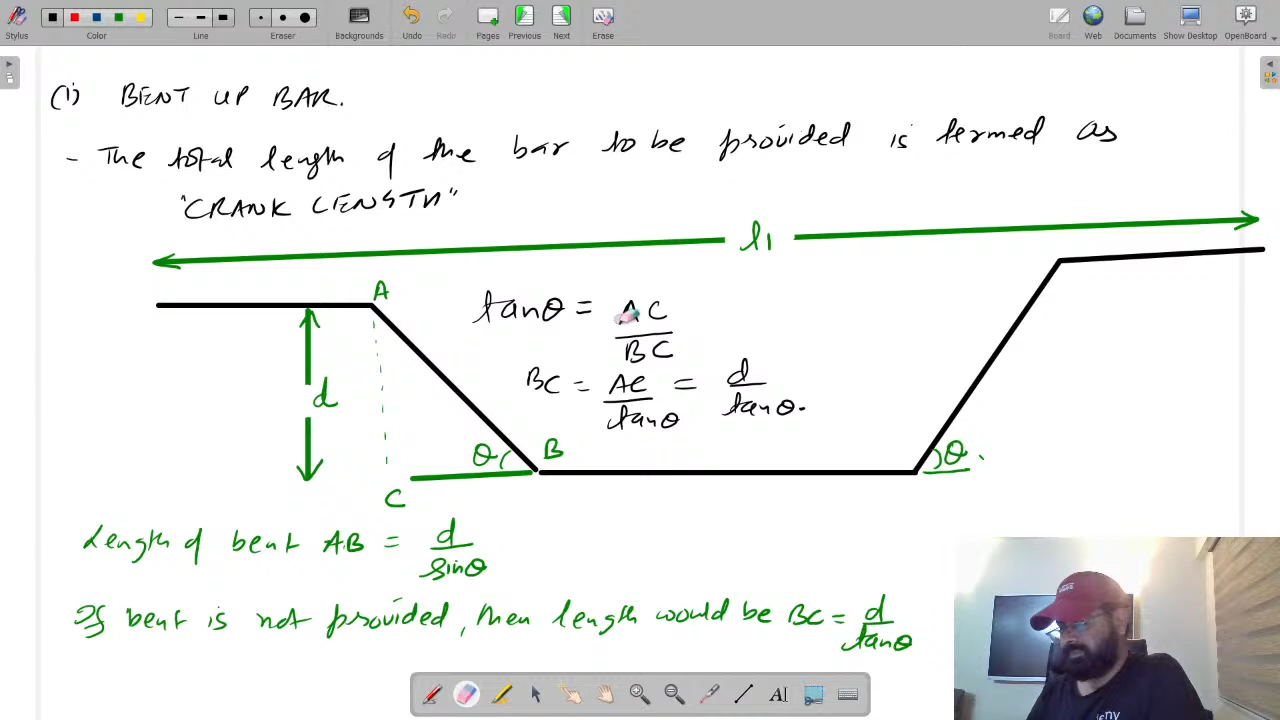 Stylus
Color
Line
Eraser
Backgrounds
Undo
Redo
Pages
Previous
Next
Erase
Board
Web
Documents
Show Desktop
OpenBoard
(i) BENT UP BAR.
- The total length of the bar to be provided is termed as
"CRANK LENGTH"
l1
A
tanθ = AC / BC
d
BC = AC / tanθ = d / tanθ.
θ
B
θ
C
Length of bent AB = d / sinθ
If bent is not provided, then length would be BC = d / tanθ
AI